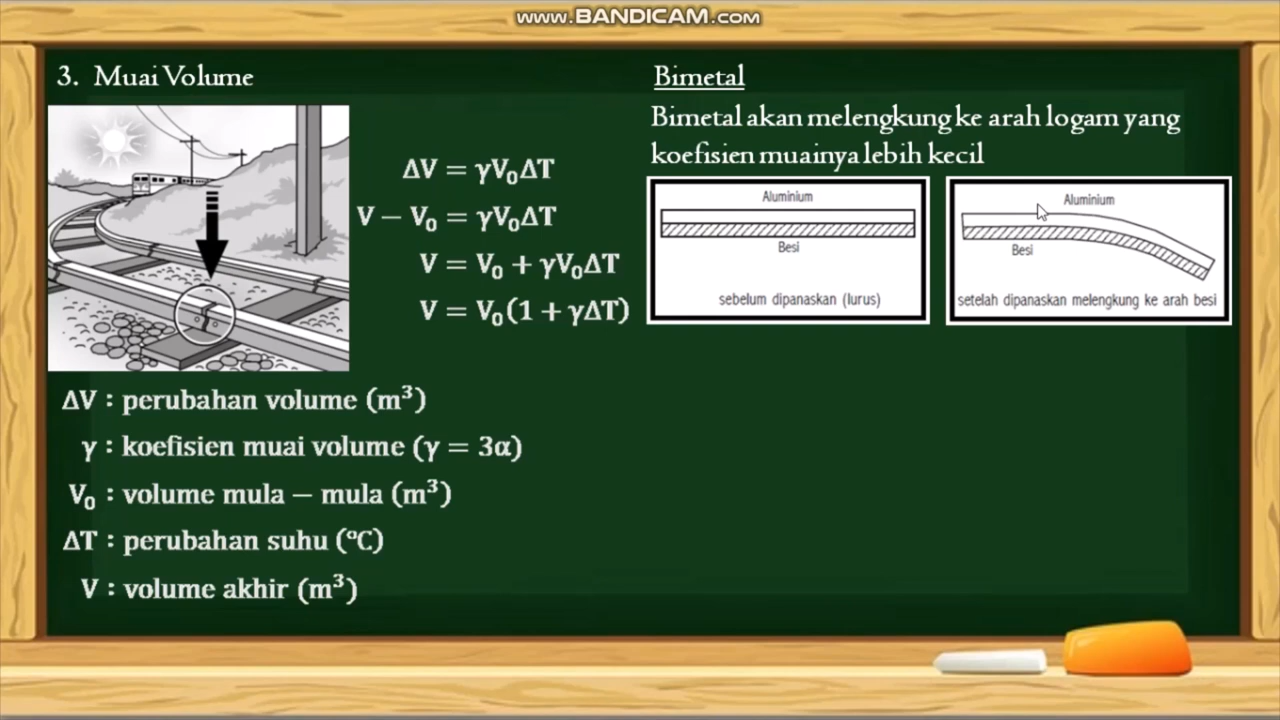 www.BANDICAM.com
3. Muai Volume
ΔV = γV₀ΔT
V − V₀ = γV₀ΔT
V = V₀ + γV₀ΔT
V = V₀(1 + γΔT)
ΔV : perubahan volume (m³)
γ : koefisien muai volume (γ = 3α)
V₀ : volume mula − mula (m³)
ΔT : perubahan suhu (°C)
V : volume akhir (m³)
Bimetal
Bimetal akan melengkung ke arah logam yang
koefisien muainya lebih kecil
Aluminium
Besi
sebelum dipanaskan (lurus)
Aluminium
Besi
setelah dipanaskan melengkung ke arah besi